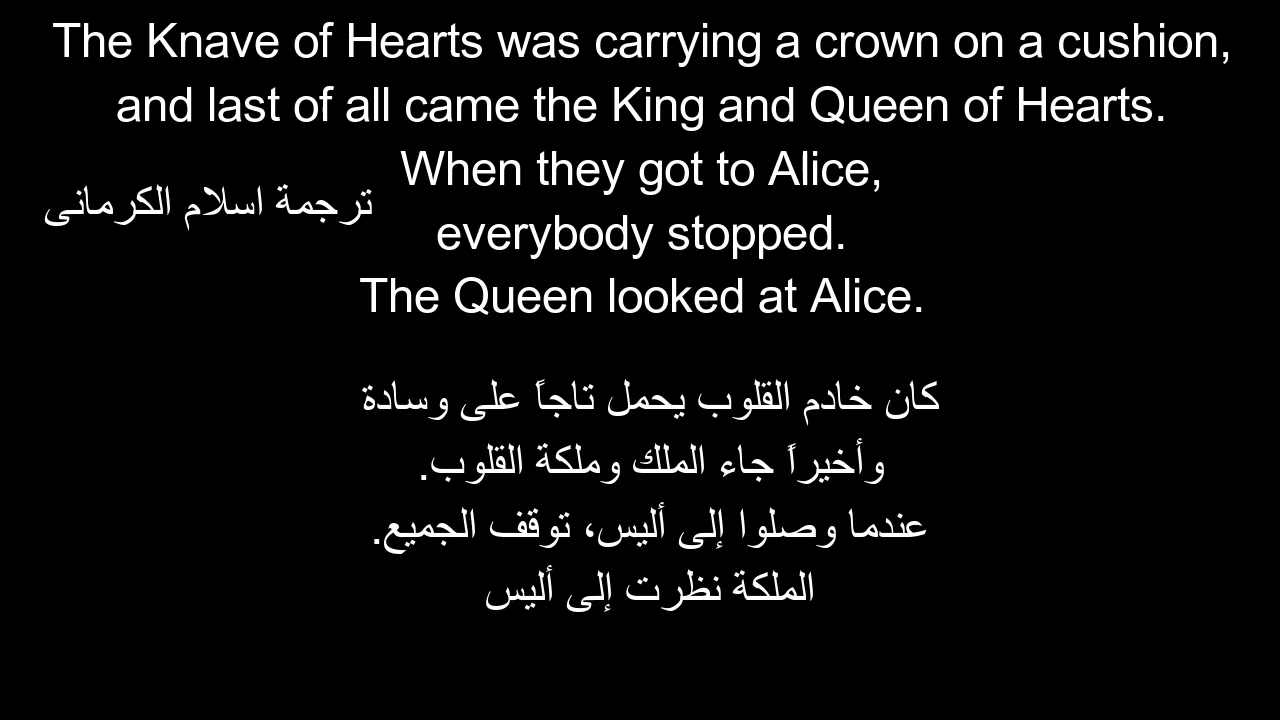 The Knave of Hearts was carrying a crown on a cushion,
and last of all came the King and Queen of Hearts.
When they got to Alice,
ترجمة اسلام الكرمانى
everybody stopped.
The Queen looked at Alice.
كان خادم القلوب يحمل تاجاً على وسادة
وأخيراً جاء الملك وملكة القلوب.
عندما وصلوا إلى أليس، توقف الجميع.
الملكة نظرت إلى أليس